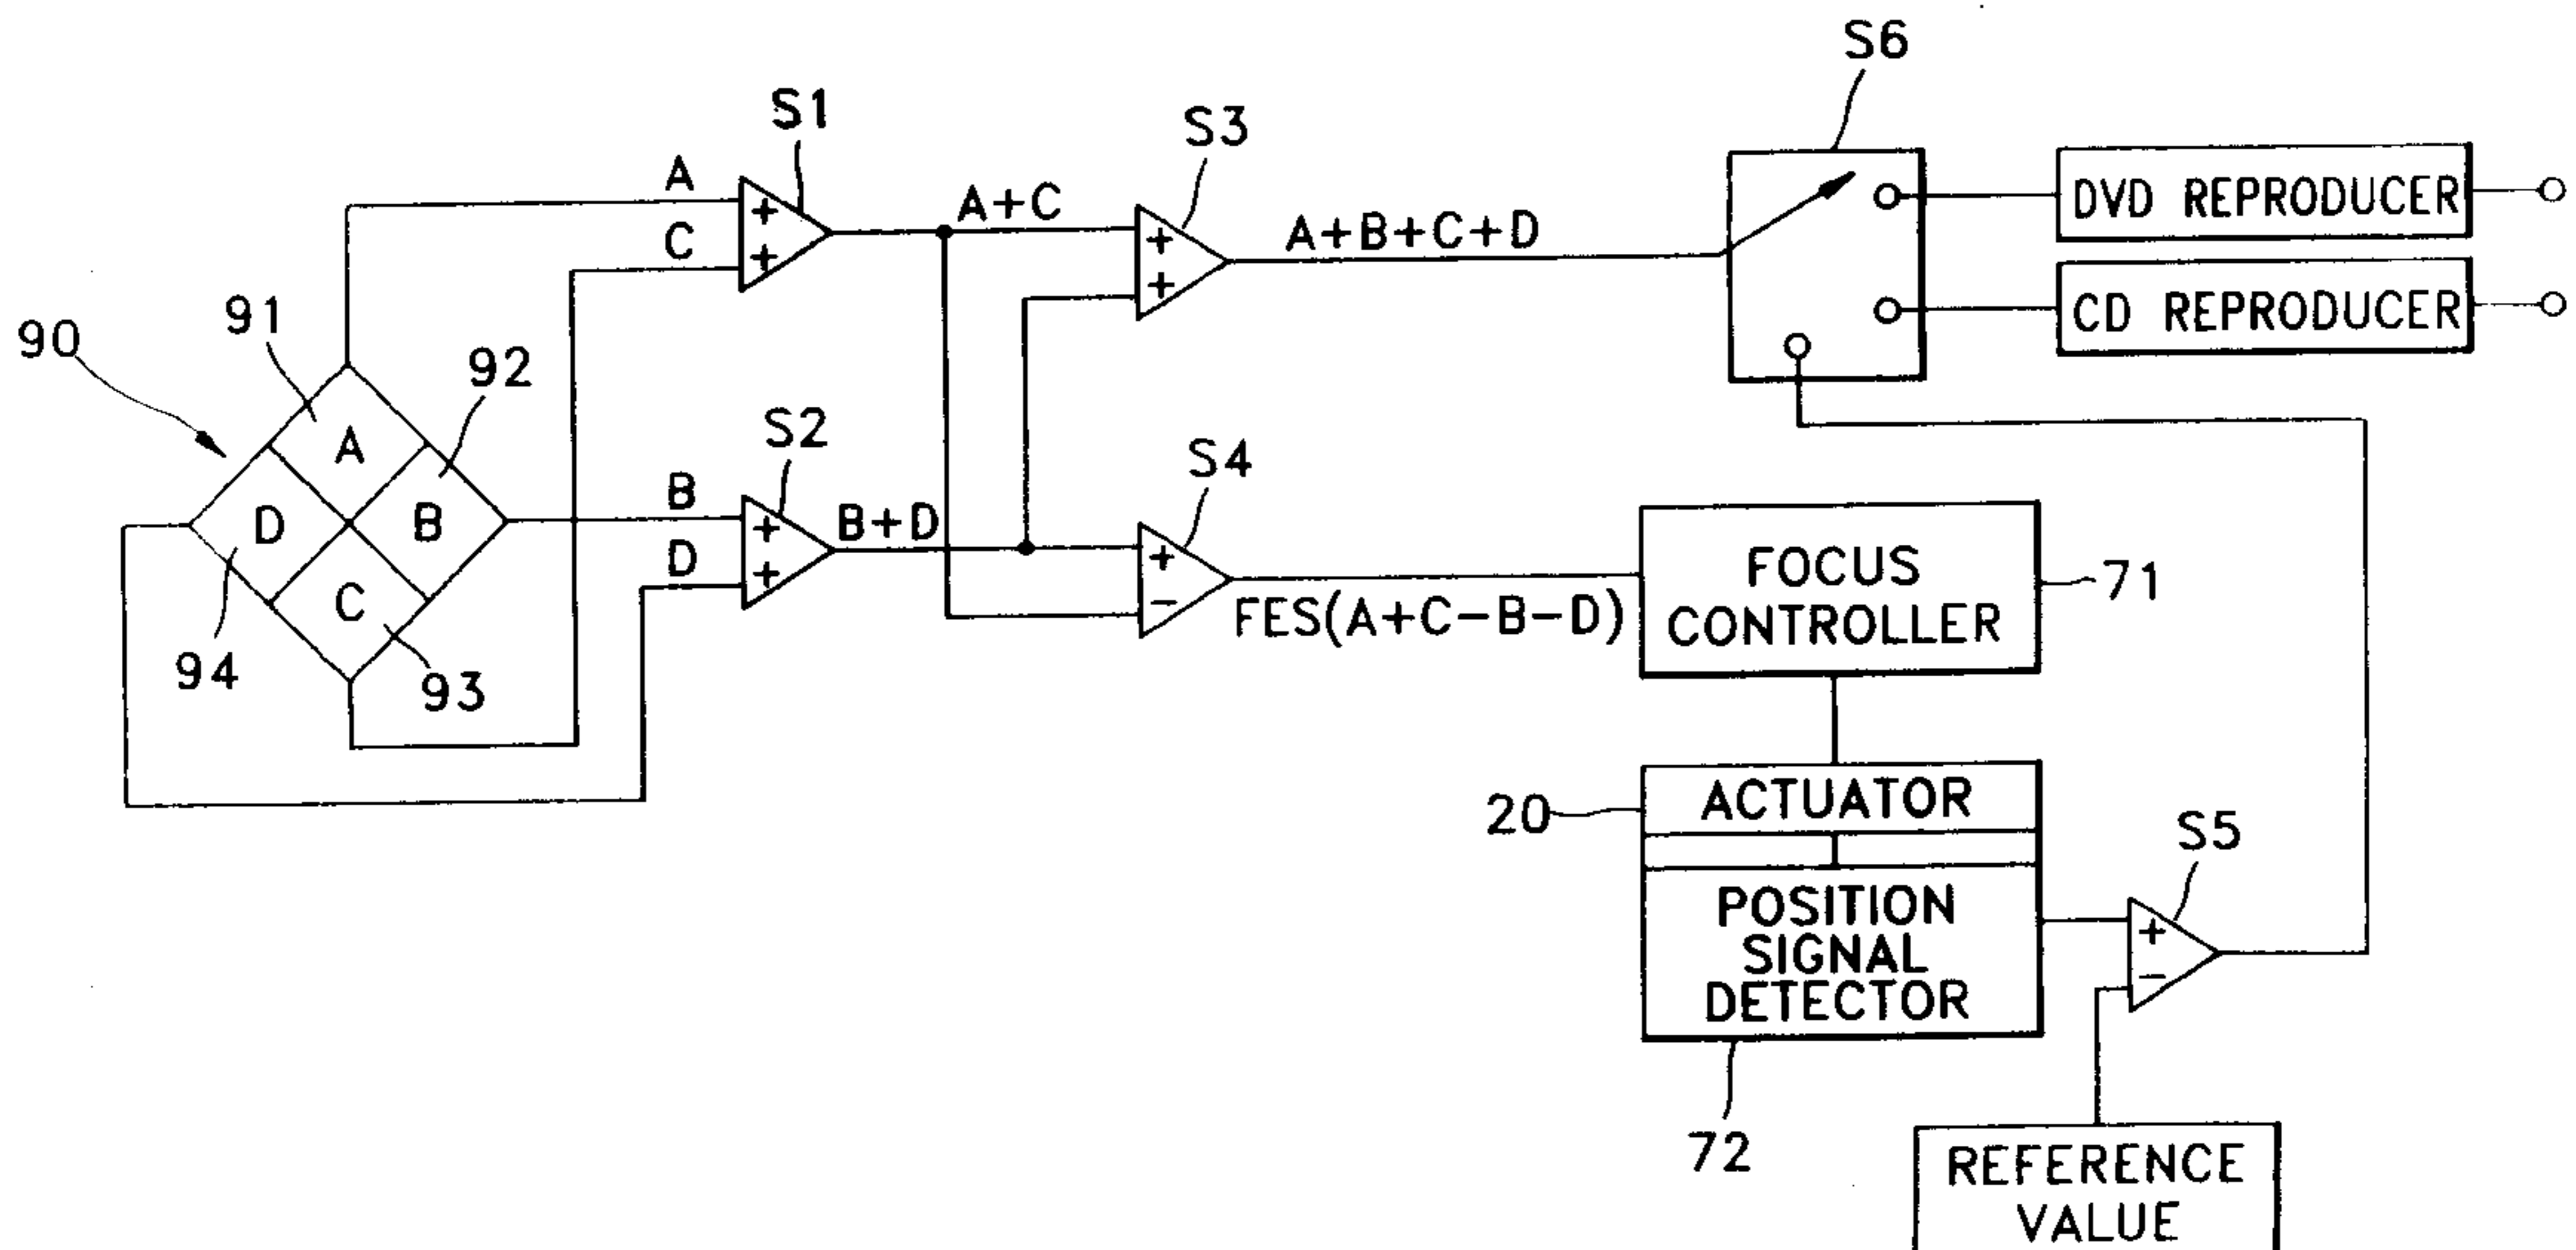 S6
S1
S3
A
A+C
A+B+C+D
DVD REPRODUCER
C
CD REPRODUCER
+
+
+
+
91
90
92
S2
S4
A
B
B+D
D
B
D
+
+
+
−
FOCUS
CONTROLLER
71
FES(A+C−B−D)
C
94
93
20
ACTUATOR
S5
POSITION
SIGNAL
DETECTOR
+
−
72
REFERENCE
VALUE